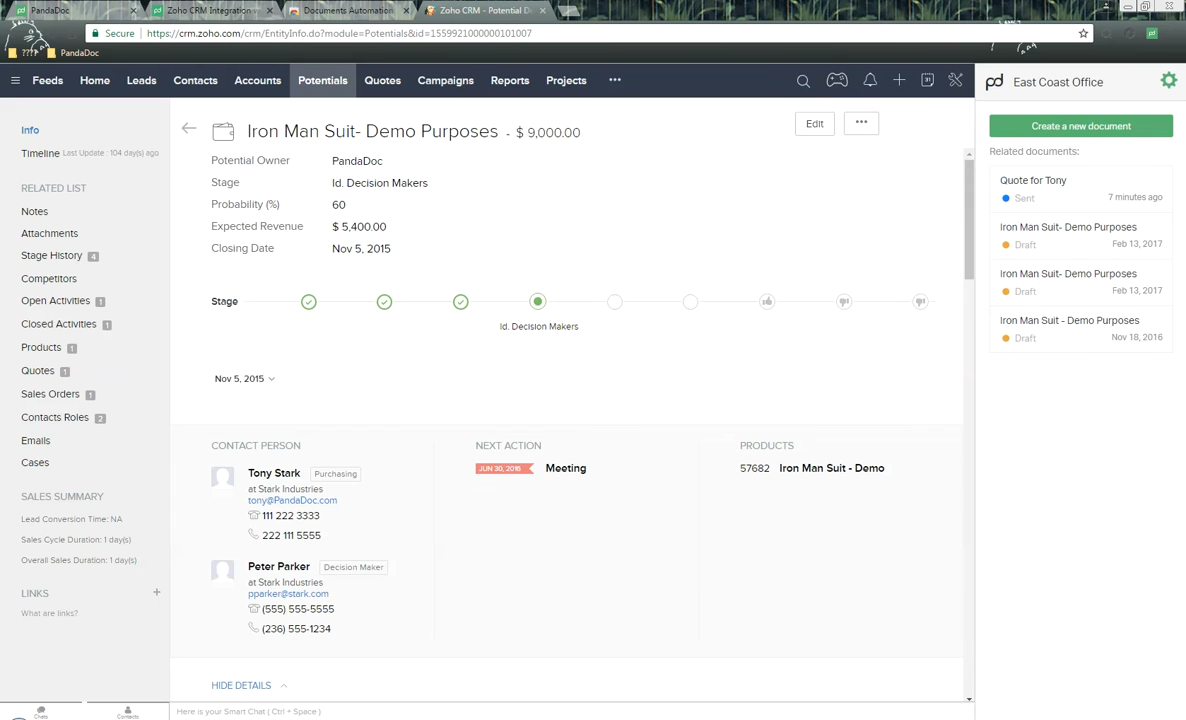 PandaDoc
Zoho CRM Integration w
Documents Automation
Zoho CRM - Potential D
Secure
https://crm.zoho.com/crm/EntityInfo.do?module=Potentials&id=1559921000000101007
????
PandaDoc
Feeds
Home
Leads
Contacts
Accounts
Potentials
Quotes
Campaigns
Reports
Projects
31
pd East Coast Office
Info
Timeline Last Update : 104 day(s) ago
RELATED LIST
Notes
Attachments
Stage History 4
Competitors
Open Activities 1
Closed Activities 1
Products 1
Quotes 1
Sales Orders 1
Contacts Roles 2
Emails
Cases
SALES SUMMARY
Lead Conversion Time: NA
Sales Cycle Duration: 1 day(s)
Overall Sales Duration: 1 day(s)
LINKS +
What are links?
Chats
Contacts
Iron Man Suit- Demo Purposes - $ 9,000.00
Edit
Potential Owner PandaDoc
Stage Id. Decision Makers
Probability (%) 60
Expected Revenue $ 5,400.00
Closing Date Nov 5, 2015
Stage
Id. Decision Makers
Nov 5, 2015
CONTACT PERSON
Tony Stark Purchasing
at Stark Industries
tony@PandaDoc.com
111 222 3333
222 111 5555
Peter Parker Decision Maker
at Stark Industries
pparker@stark.com
(555) 555-5555
(236) 555-1234
NEXT ACTION
JUN 30, 2016 Meeting
PRODUCTS
57682 Iron Man Suit - Demo
HIDE DETAILS
Here is your Smart Chat ( Ctrl + Space )
Create a new document
Related documents:
Quote for Tony
Sent 7 minutes ago
Iron Man Suit- Demo Purposes
Draft Feb 13, 2017
Iron Man Suit- Demo Purposes
Draft Feb 13, 2017
Iron Man Suit - Demo Purposes
Draft Nov 18, 2016